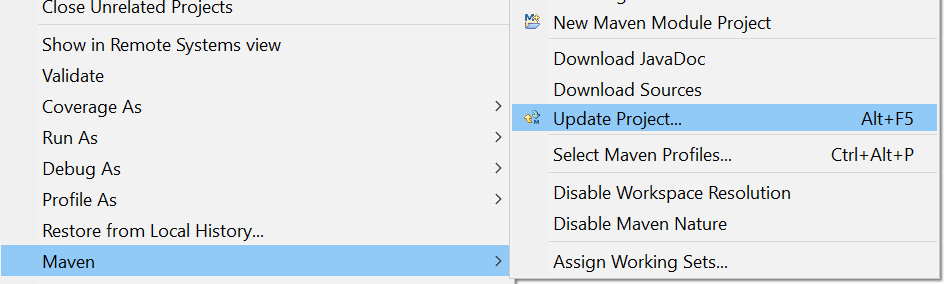 Close Unrelated Projects
Show in Remote Systems view
Validate
Coverage As
Run As
Debug As
Profile As
Restore from Local History...
Maven
New Maven Module Project
Download JavaDoc
Download Sources
Update Project... Alt+F5
Select Maven Profiles... Ctrl+Alt+P
Disable Workspace Resolution
Disable Maven Nature
Assign Working Sets...